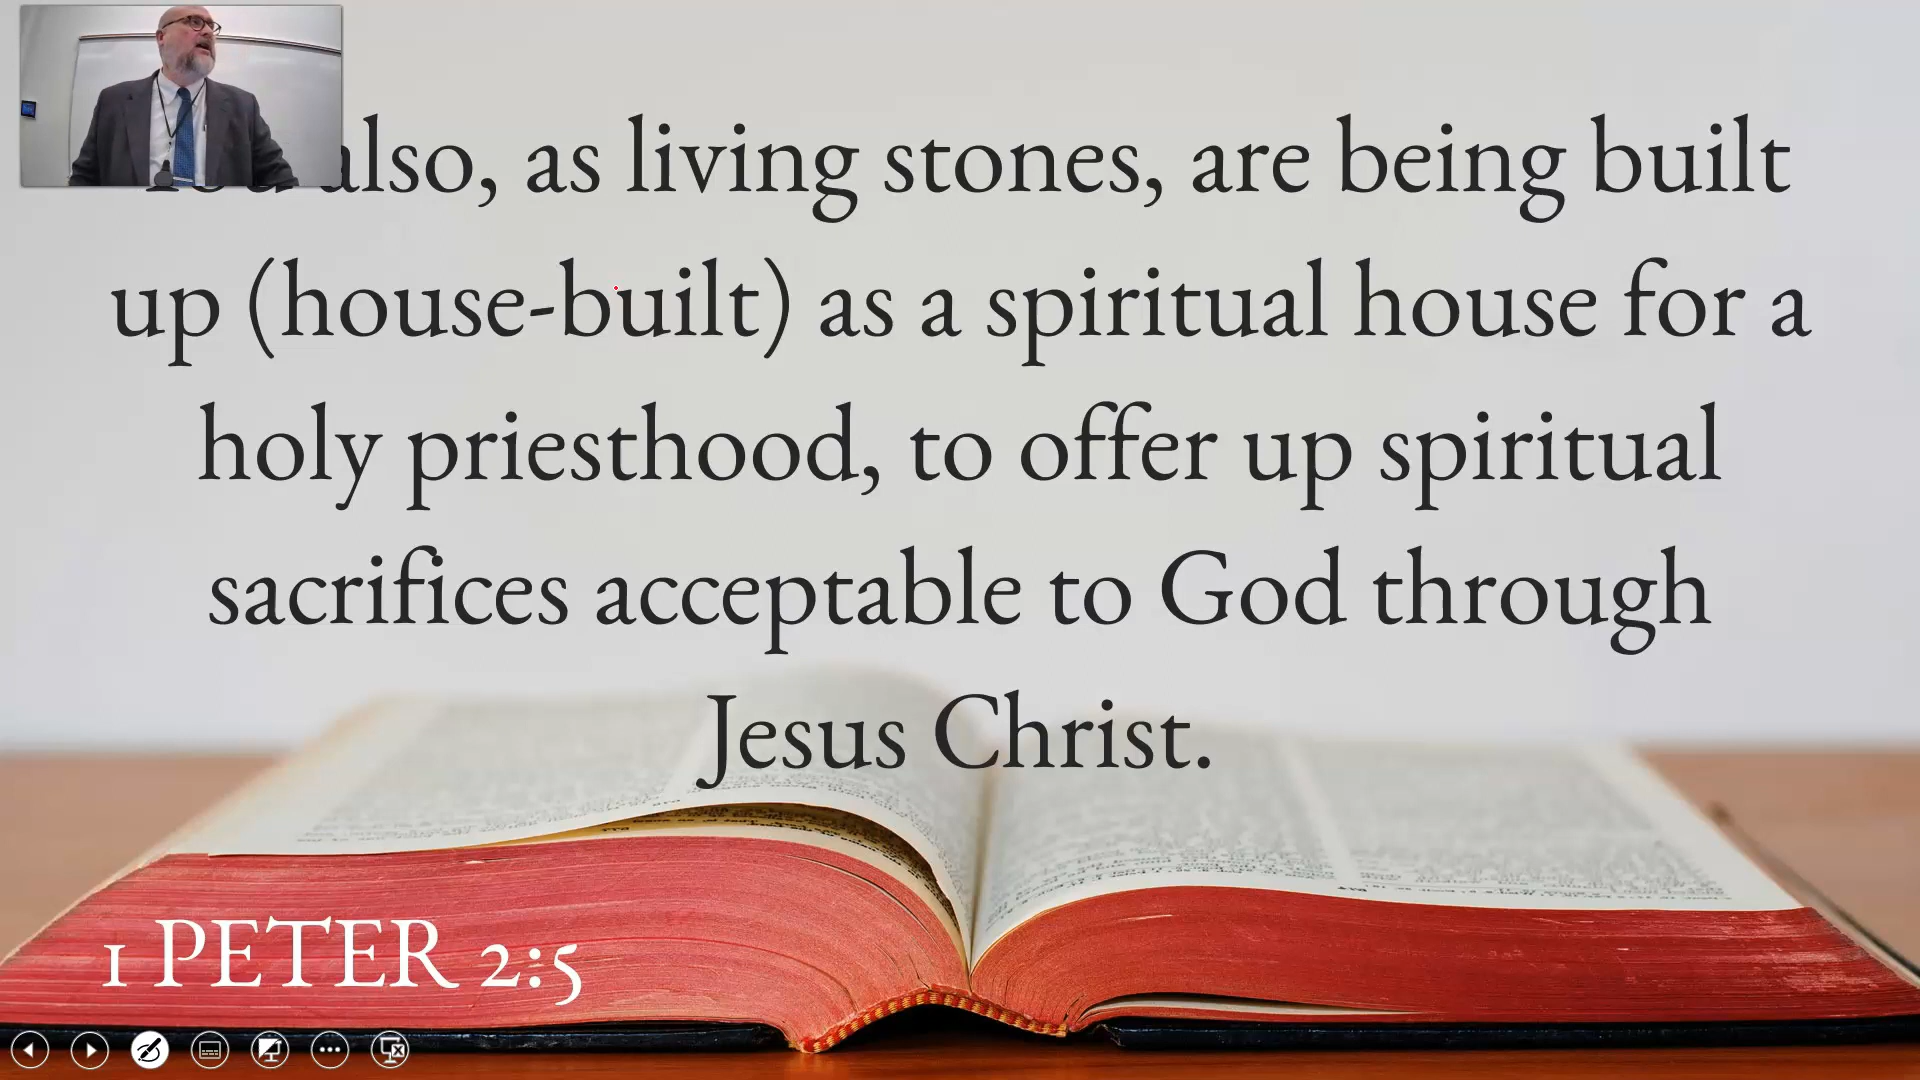 You also, as living stones, are being built
up (house-built) as a spiritual house for a
holy priesthood, to offer up spiritual
sacrifices acceptable to God through
Jesus Christ.
1 PETER 2:5